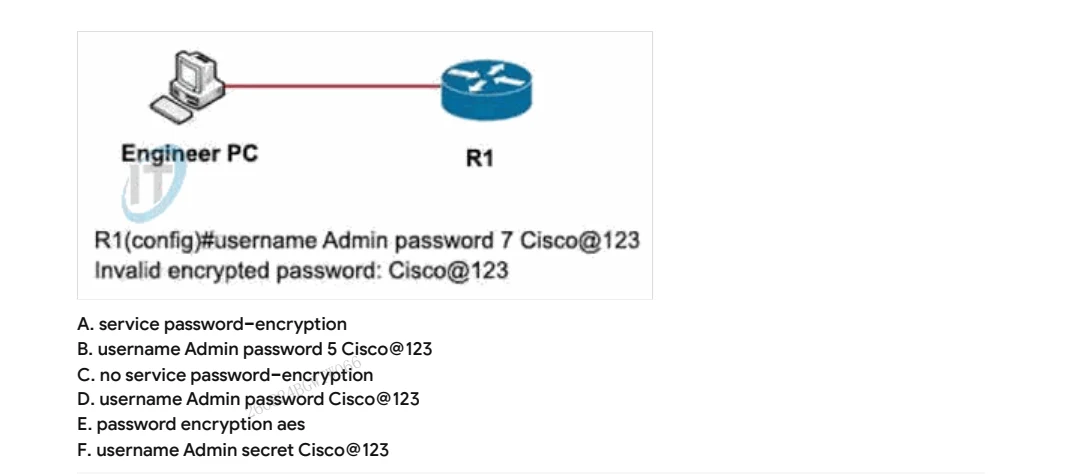 Engineer PC
R1
IT
R1(config)#username Admin password 7 Cisco@123
Invalid encrypted password: Cisco@123
A. service password-encryption
B. username Admin password 5 Cisco@123
C. no service password-encryption
D. username Admin password Cisco@123
E. password encryption aes
F. username Admin secret Cisco@123